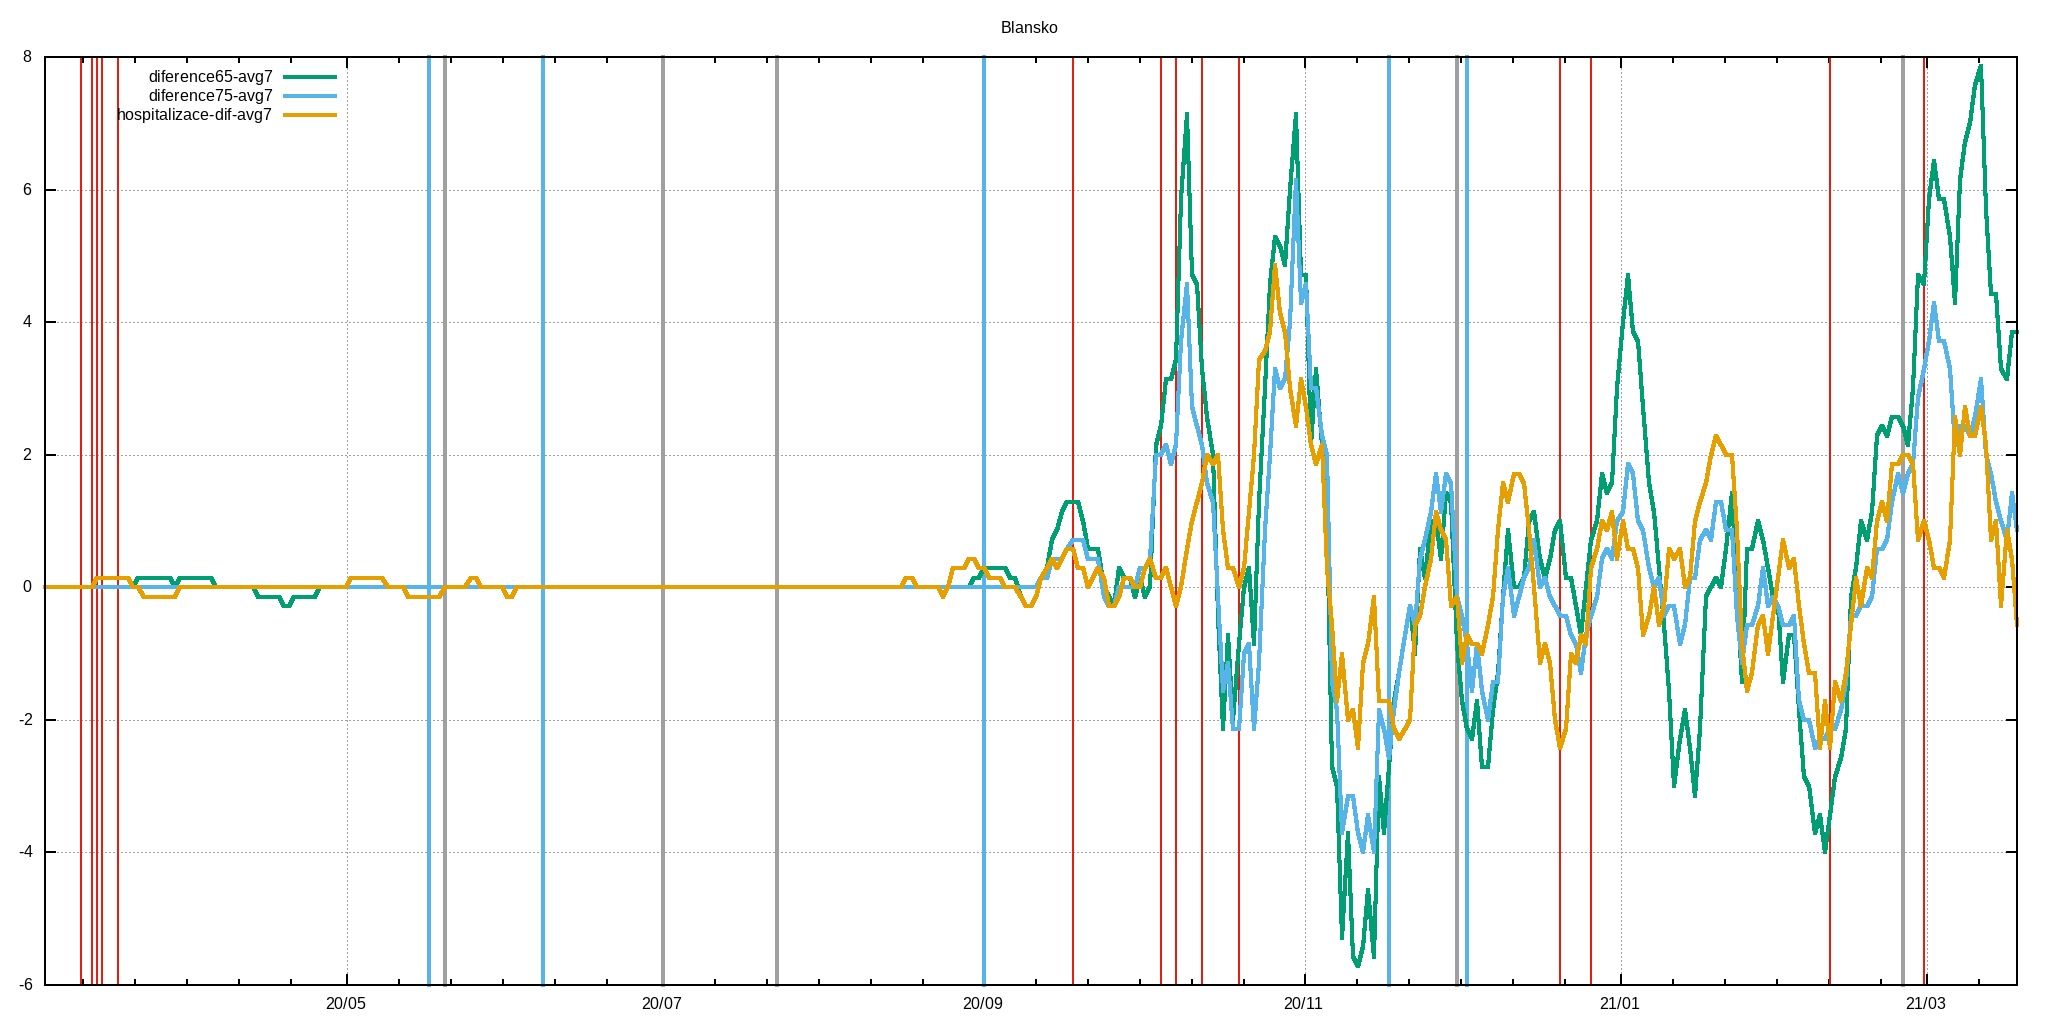 Blansko
8
diference65-avg7
diference75-avg7
hospitalizace-dif-avg7
6
4
2
0
-2
-4
-6
20/05 20/07 20/09 20/11 21/01 21/03